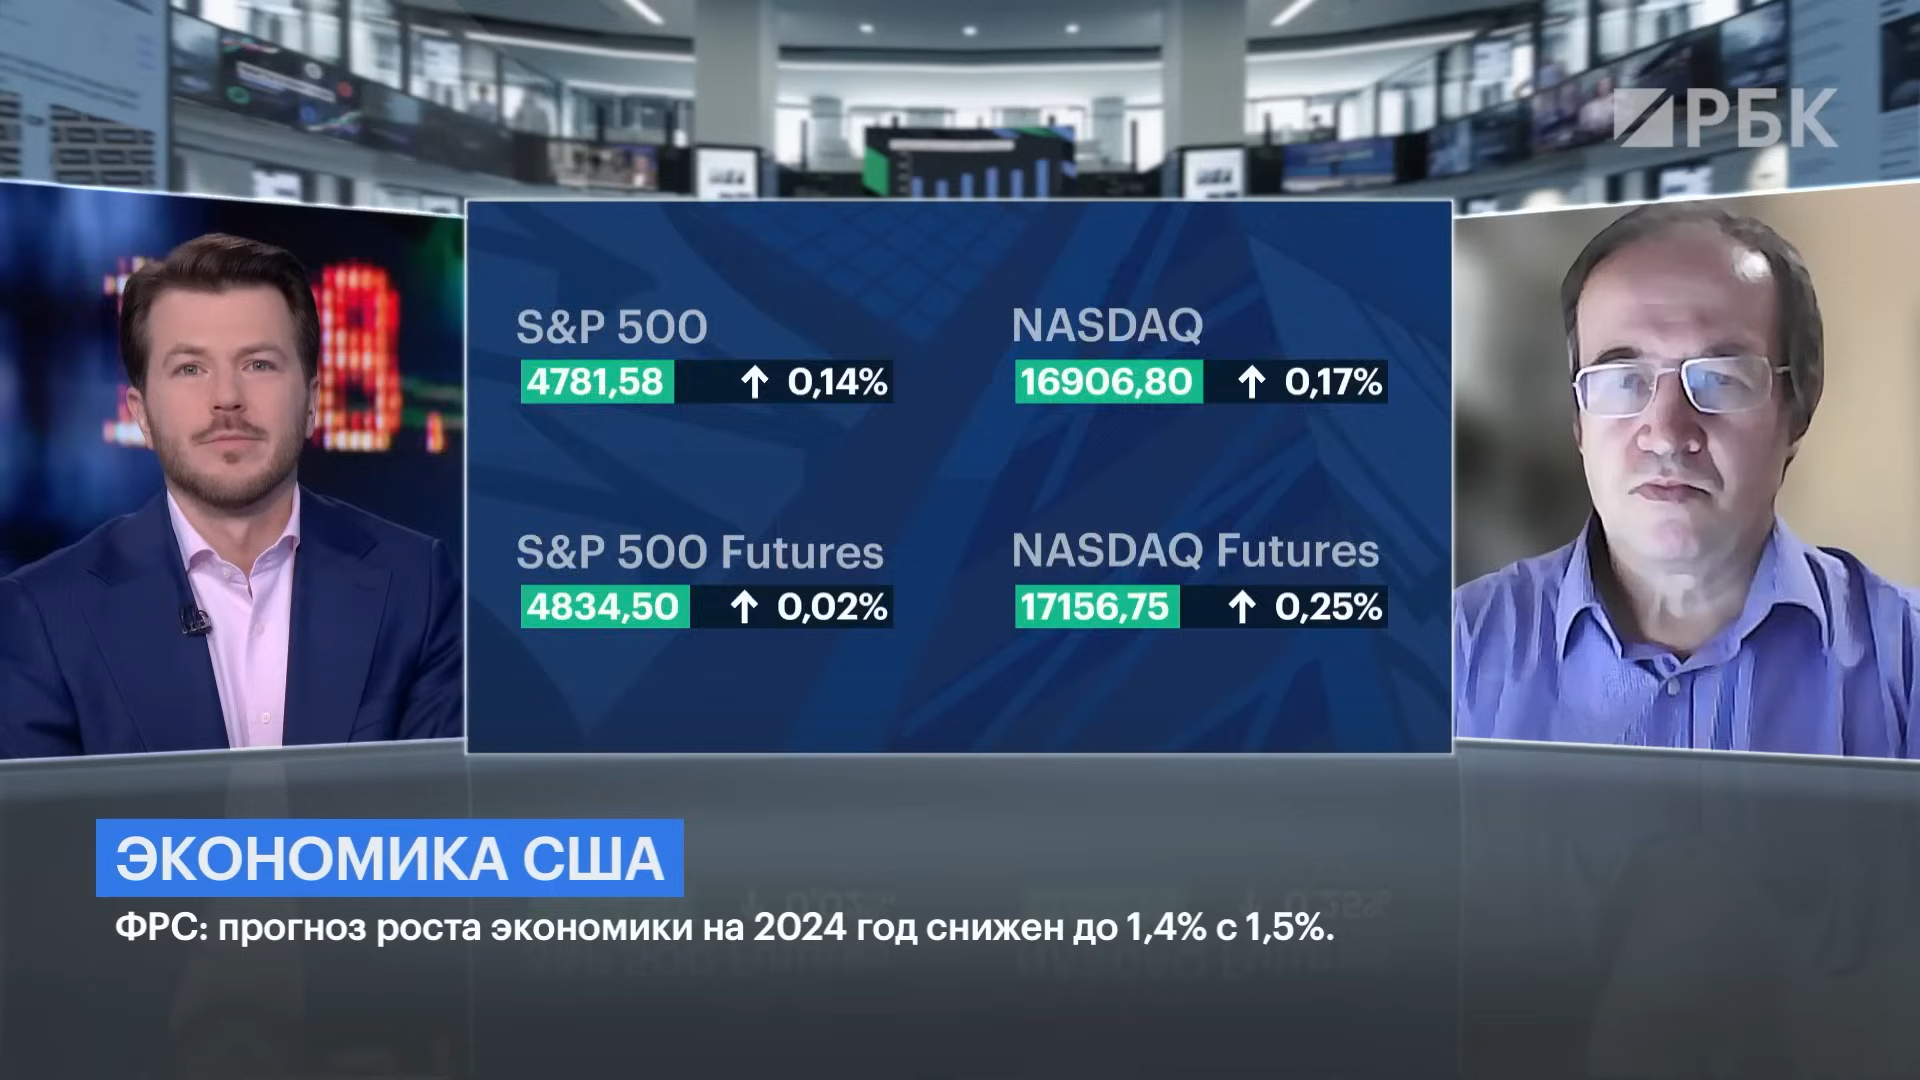 РБК
S&P 500
4781,58 ↑ 0,14%
NASDAQ
16906,80 ↑ 0,17%
S&P 500 Futures
4834,50 ↑ 0,02%
NASDAQ Futures
17156,75 ↑ 0,25%
ЭКОНОМИКА США
ФРС: прогноз роста экономики на 2024 год снижен до 1,4% с 1,5%.